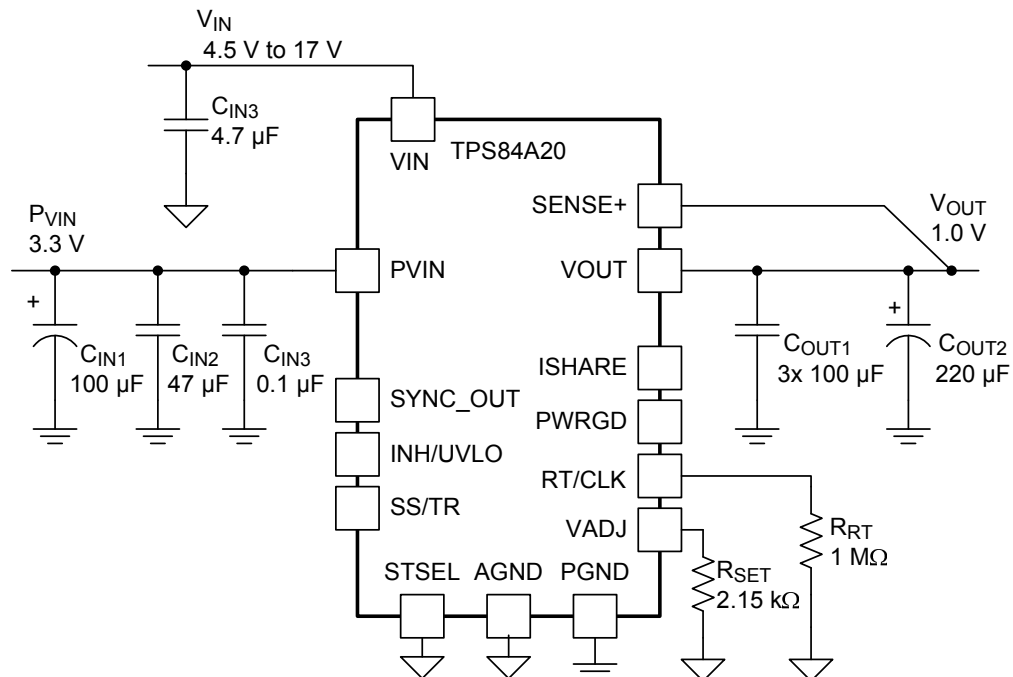 VIN
4.5 V to 17 V
CIN3
4.7 µF
VIN
TPS84A20
PVIN
3.3 V
PVIN
+
CIN1
100 µF
CIN2
47 µF
CIN3
0.1 µF
SYNC_OUT
INH/UVLO
SS/TR
STSEL
AGND
PGND
SENSE+
VOUT
ISHARE
PWRGD
RT/CLK
VADJ
VOUT
1.0 V
COUT1
3x 100 µF
+
COUT2
220 µF
RSET
2.15 kΩ
RRT
1 MΩ